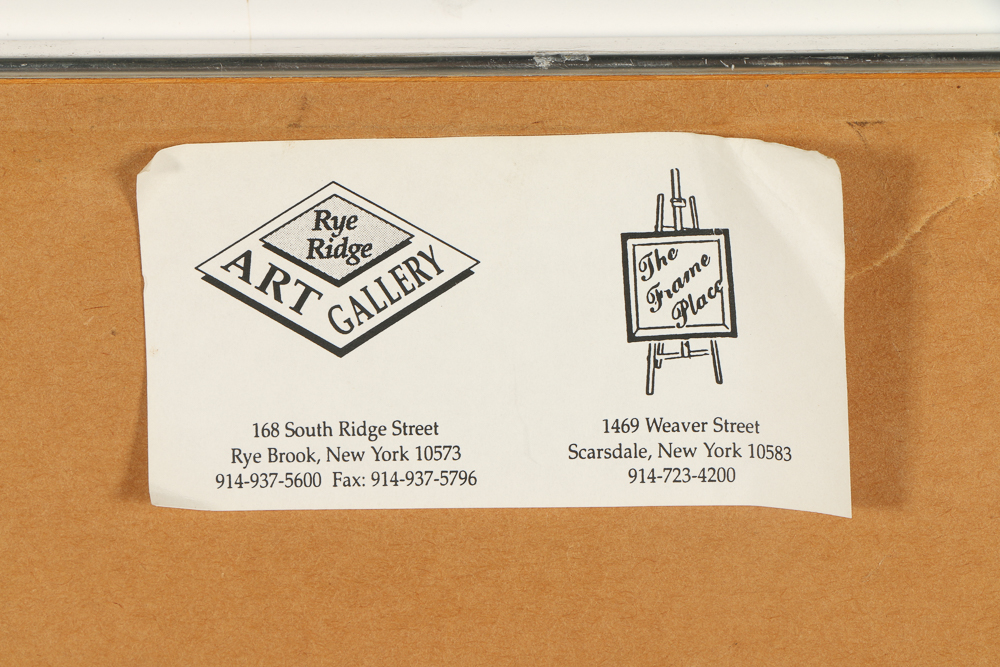 Rye
Ridge
ART GALLERY
168 South Ridge Street
Rye Brook, New York 10573
914-937-5600 Fax: 914-937-5796
The
Frame
Place
1469 Weaver Street
Scarsdale, New York 10583
914-723-4200